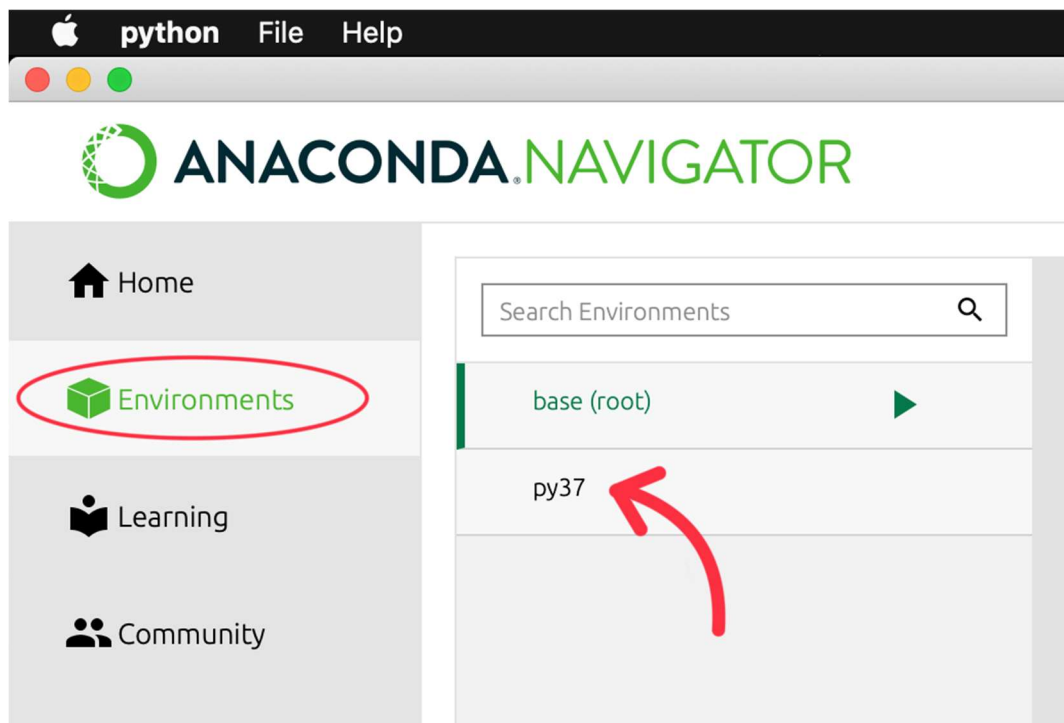 python File Help
ANACONDA.NAVIGATOR
Home
Environments
Learning
Community
Search Environments
base (root)
py37